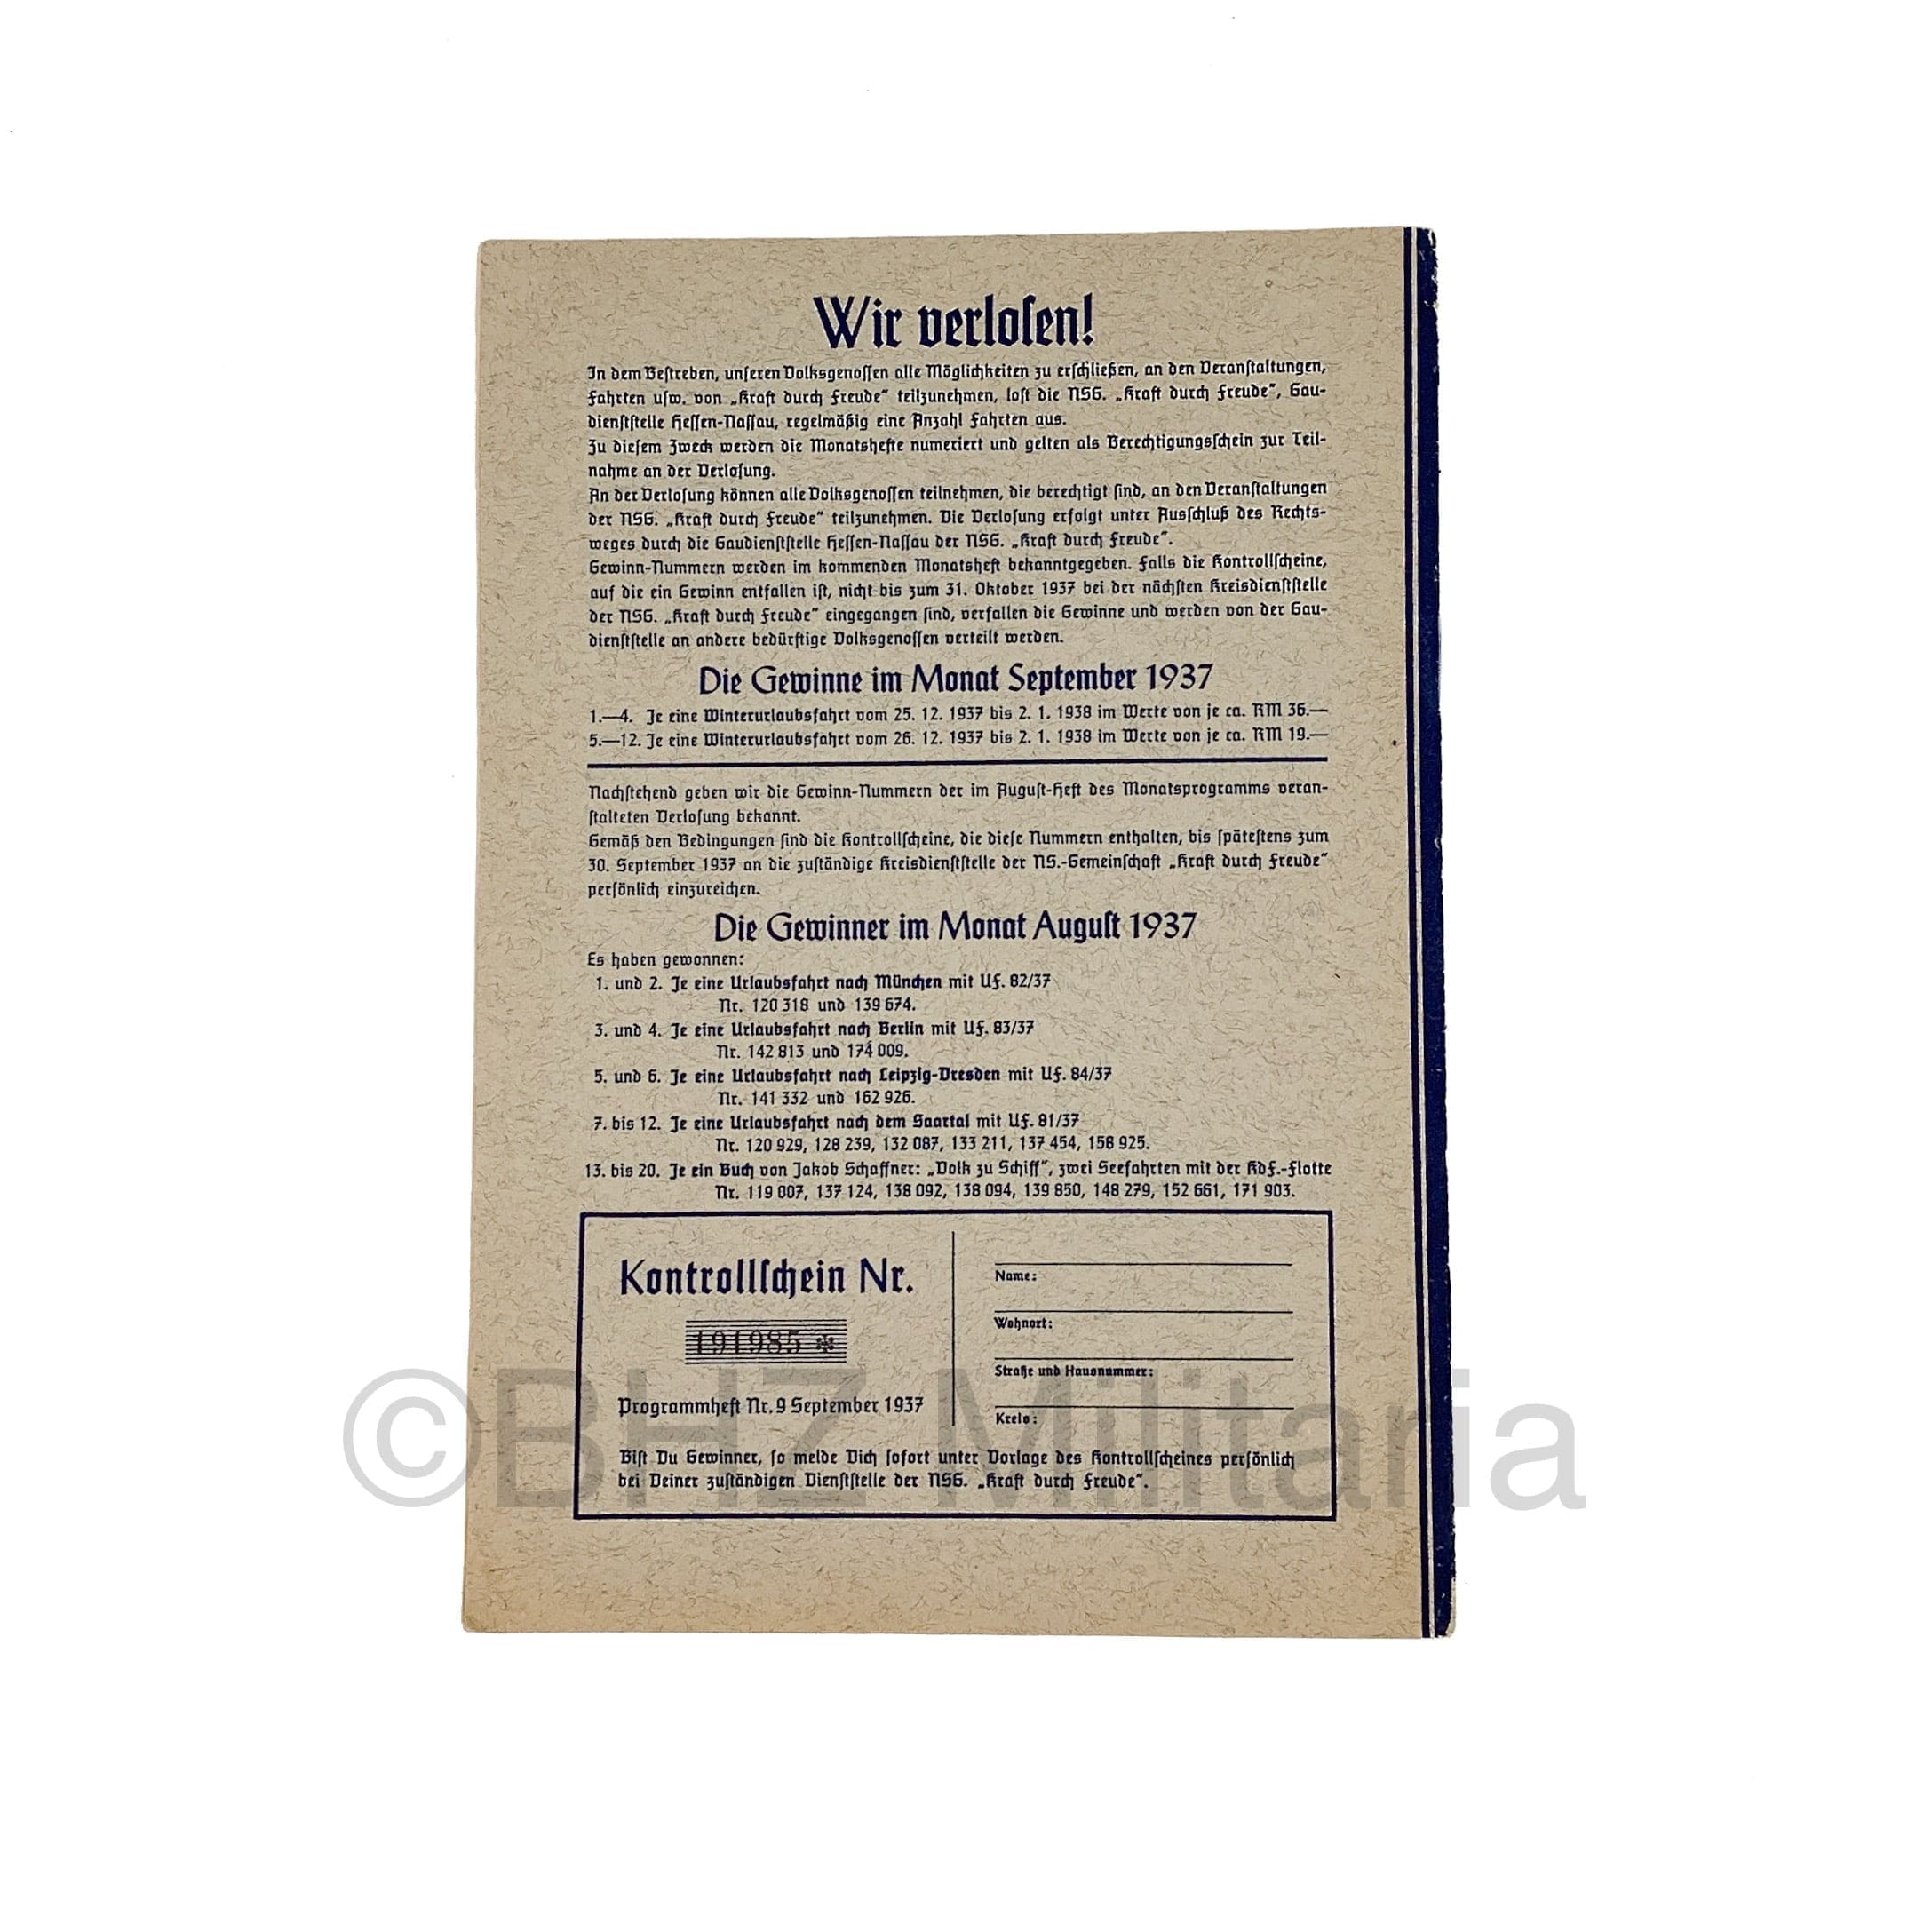 Wir verlosen!
In dem Bestreben, unseren Volksgenossen alle Möglichkeiten zu erschließen, an den Veranstaltungen,
Fahrten usw. von „Kraft durch Freude“ teilzunehmen, lost die NSG. „Kraft durch Freude“, Gau-
dienststelle Hessen-Nassau, regelmäßig eine Anzahl Fahrten aus.
Zu diesem Zweck werden die Monatshefte numeriert und gelten als Berechtigungsschein zur Teil-
nahme an der Verlosung.
An der Verlosung können alle Volksgenossen teilnehmen, die berechtigt sind, an den Veranstaltungen
der NSG. „Kraft durch Freude“ teilzunehmen. Die Verlosung erfolgt unter Ausschluß des Rechts-
weges durch die Gaudienststelle Hessen-Nassau der NSG. „Kraft durch Freude“.
Gewinn-Nummern werden im kommenden Monatsheft bekanntgegeben. Falls die Kontrollscheine,
auf die ein Gewinn entfallen ist, nicht bis zum 31. Oktober 1937 bei der nächsten Kreisdienststelle
der NSG. „Kraft durch Freude“ eingegangen sind, verfallen die Gewinne und werden von der Gau-
dienststelle an andere bedürftige Volksgenossen verteilt werden.
Die Gewinne im Monat September 1937
1.—4. Je eine Winterurlaubsfahrt vom 25. 12. 1937 bis 2. 1. 1938 im Werte von je ca. RM 36.—
5.—12. Je eine Winterurlaubsfahrt vom 26. 12. 1937 bis 2. 1. 1938 im Werte von je ca. RM 19.—
Nachstehend geben wir die Gewinn-Nummern der im August-Heft des Monatsprogramms veran-
stalteten Verlosung bekannt.
Gemäß den Bedingungen sind die Kontrollscheine, die diese Nummern enthalten, bis spätestens zum
30. September 1937 an die zuständige Kreisdienststelle der NS.-Gemeinschaft „Kraft durch Freude“
persönlich einzureichen.
Die Gewinner im Monat August 1937
Es haben gewonnen:
1. und 2. Je eine Urlaubsfahrt nach München mit Uf. 82/37
Nr. 120 318 und 139 674.
3. und 4. Je eine Urlaubsfahrt nach Berlin mit Uf. 83/37
Nr. 142 813 und 174 009.
5. und 6. Je eine Urlaubsfahrt nach Leipzig-Dresden mit Uf. 84/37
Nr. 141 332 und 162 926.
7. bis 12. Je eine Urlaubsfahrt nach dem Saartal mit Uf. 81/37
Nr. 120 929, 128 239, 132 087, 133 211, 137 454, 158 925.
13. bis 20. Je ein Buch von Jakob Schaffner: „Volk zu Schiff“, zwei Seefahrten mit der KdF.-Flotte
Nr. 119 007, 137 124, 138 092, 138 094, 139 850, 148 279, 152 661, 171 903.
Kontrollschein Nr.
191985 *
Programmheft Nr. 9 September 1937
Name:
Wohnort:
Straße und Hausnummer:
Kreis:
Bist Du Gewinner, so melde Dich sofort unter Vorlage des Kontrollscheines persönlich
bei Deiner zuständigen Dienststelle der NSG. „Kraft durch Freude“.
©BHZ Militaria